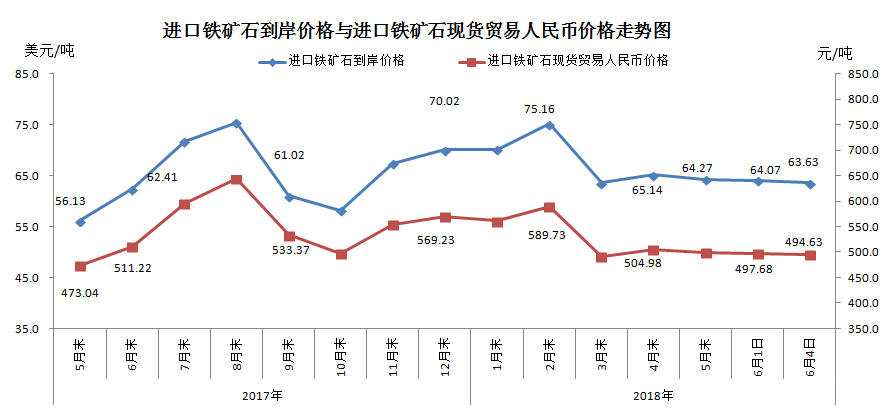 进口铁矿石到岸价格与进口铁矿石现货贸易人民币价格走势图
美元/吨
元/吨
进口铁矿石到岸价格
进口铁矿石现货贸易人民币价格
85.0
75.0
65.0
55.0
45.0
35.0
850.0
800.0
750.0
700.0
650.0
600.0
550.0
500.0
450.0
400.0
350.0
56.13
62.41
61.02
70.02
75.16
65.14
64.27
64.07
63.63
473.04
511.22
533.37
569.23
589.73
504.98
497.68
494.63
5月末
6月末
7月末
8月末
9月末
10月末
11月末
12月末
1月末
2月末
3月末
4月末
5月末
6月1日
6月4日
2017年
2018年